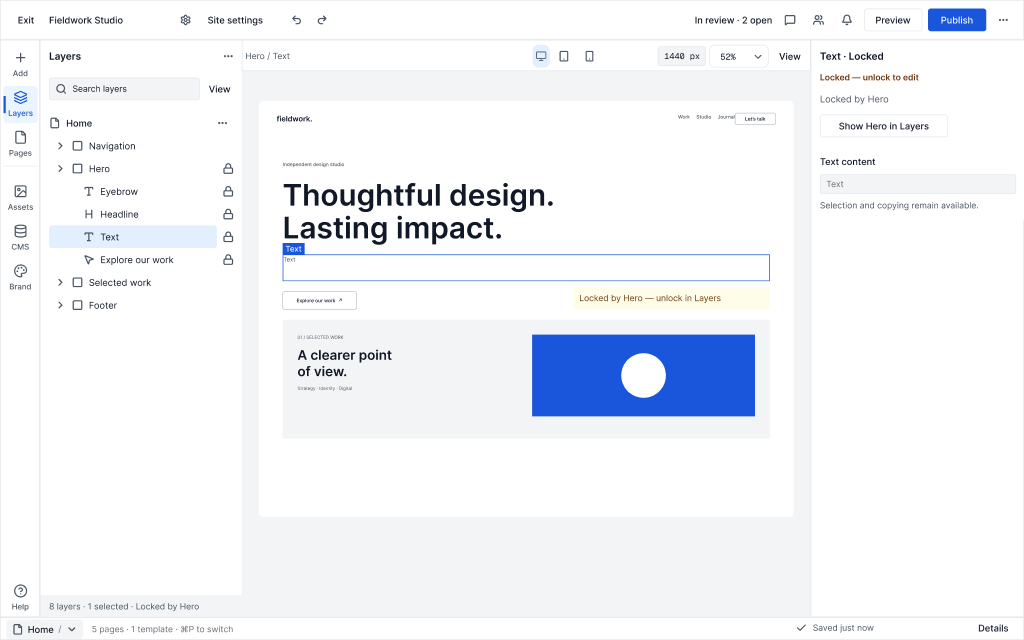 Exit
Fieldwork Studio
Site settings
In review · 2 open
Preview
Publish
Add
Layers
Pages
Assets
CMS
Brand
Help
Layers
Search layers
View
Home
Navigation
Hero
Eyebrow
Headline
Text
Explore our work
Selected work
Footer
8 layers · 1 selected · Locked by Hero
Hero / Text
1440 px
52%
View
fieldwork.
Work
Studio
Journal
Let's talk
Independent design studio
Thoughtful design.
Lasting impact.
Text
Text
Explore our work ↗
Locked by Hero — unlock in Layers
01 / SELECTED WORK
A clearer point
of view.
Strategy · Identity · Digital
Text · Locked
Locked — unlock to edit
Locked by Hero
Show Hero in Layers
Text content
Text
Selection and copying remain available.
Home /
5 pages · 1 template · ⌘P to switch
Saved just now
Details